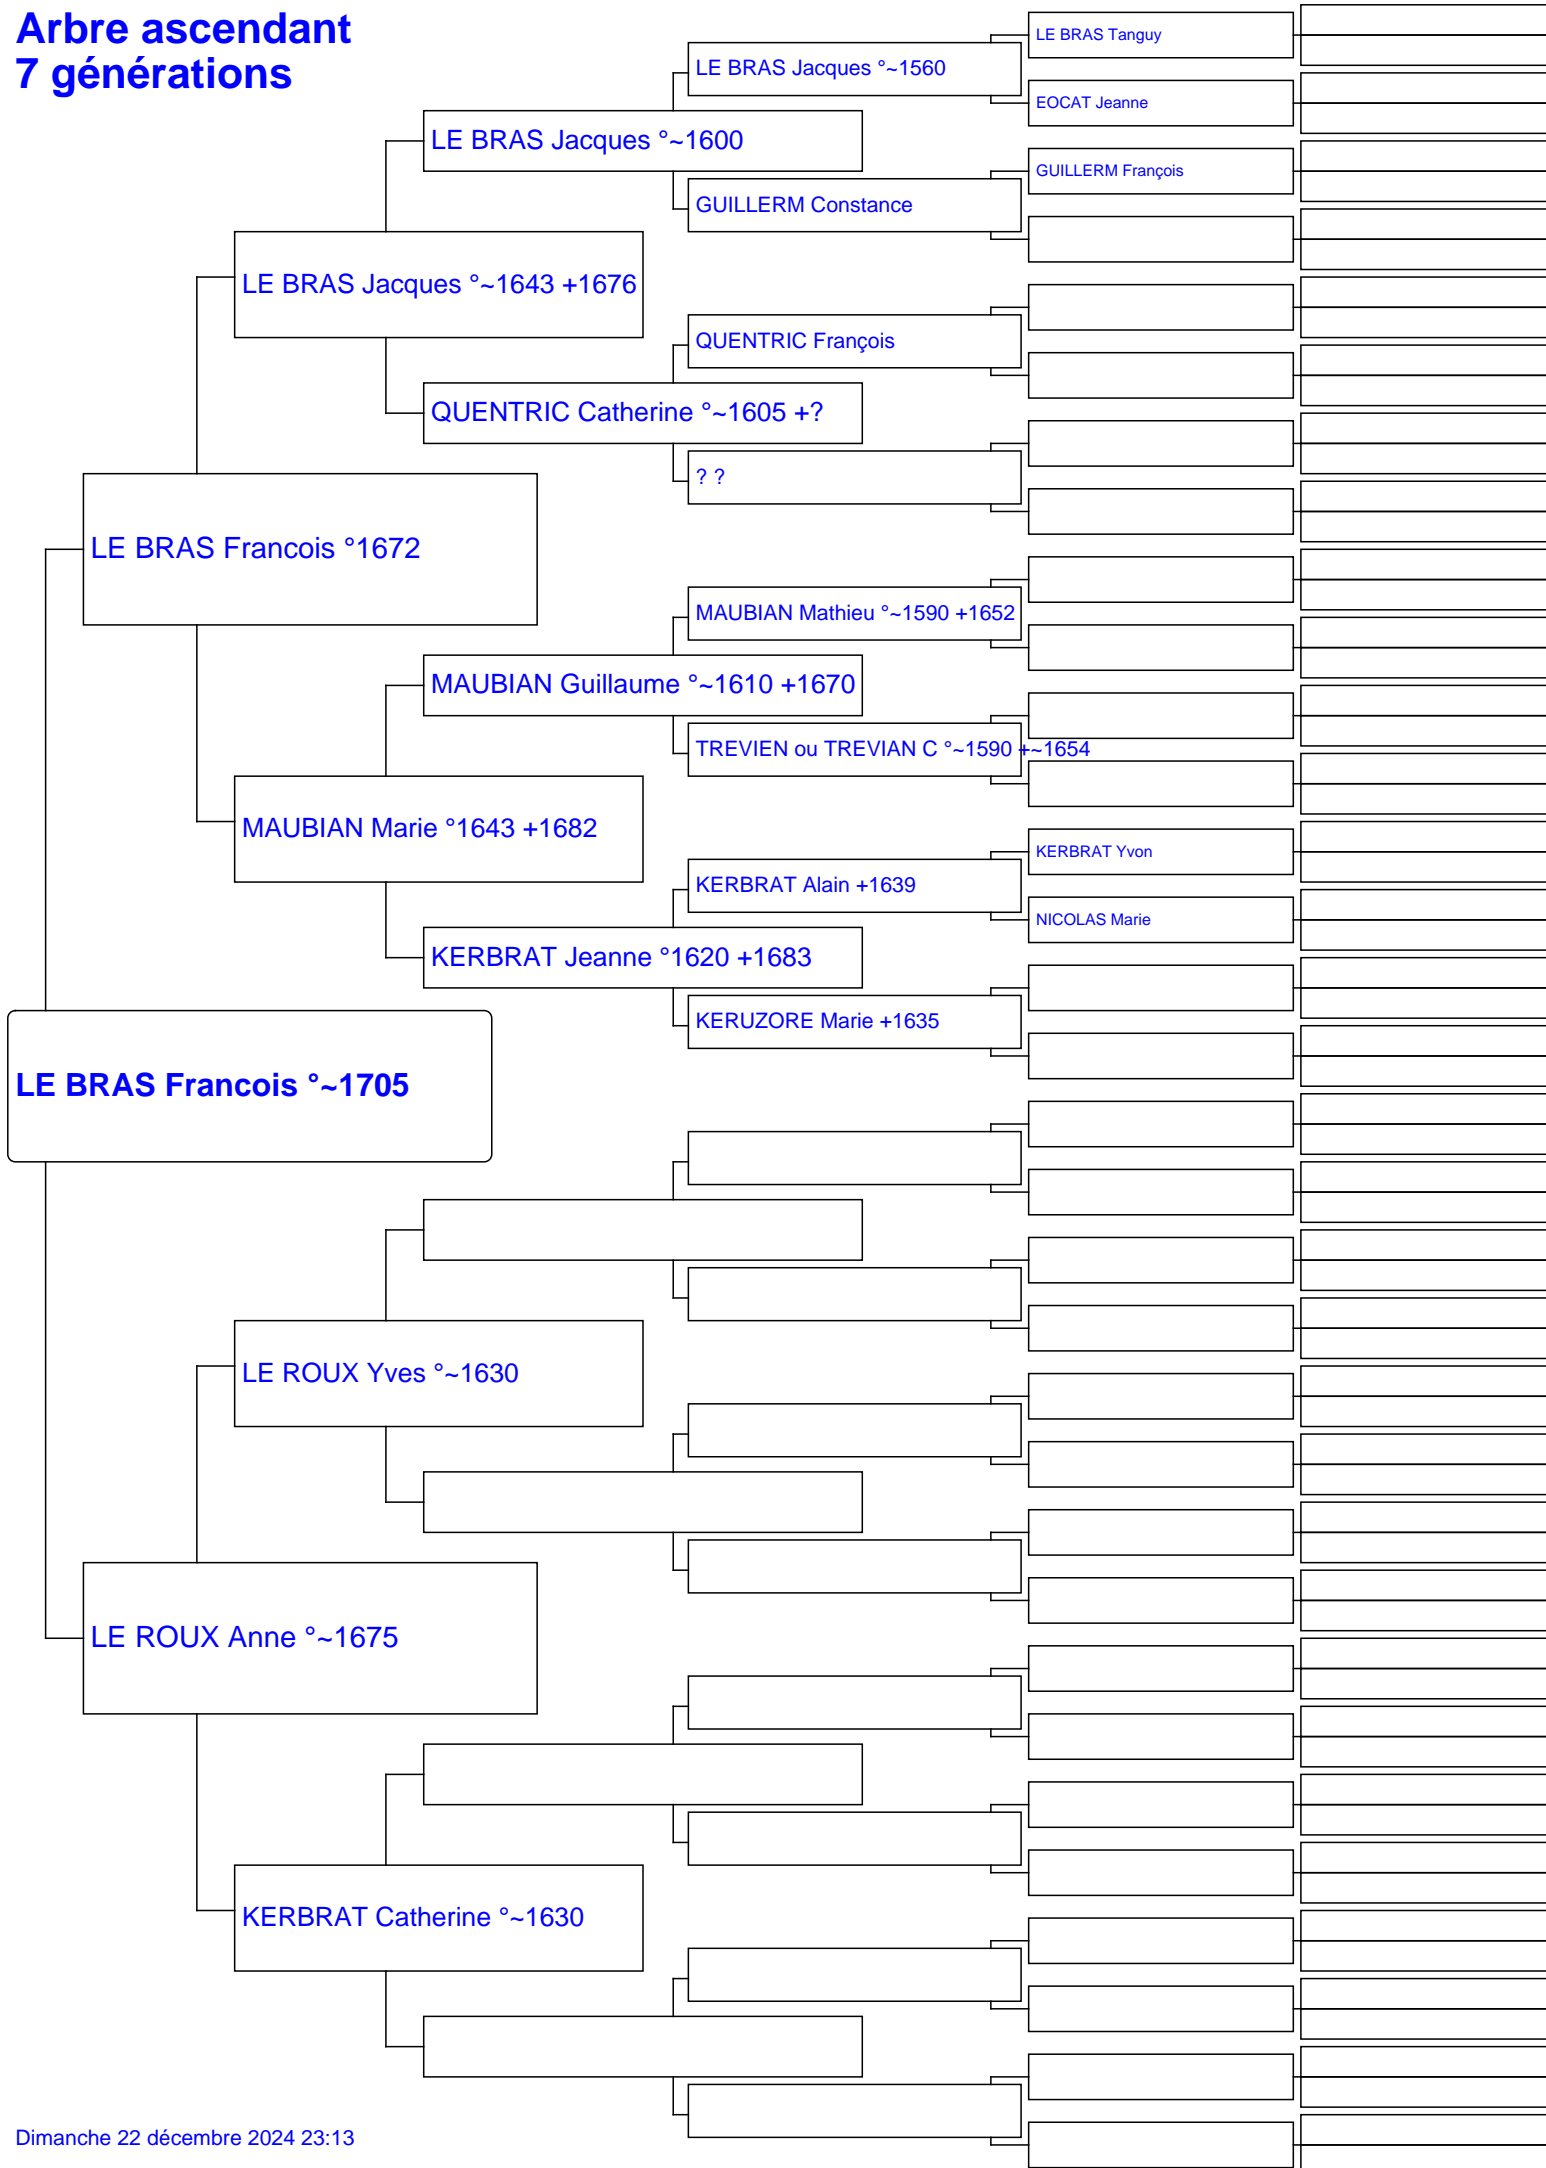 Arbre ascendant
7 générations
LE BRAS Tanguy
LE BRAS Jacques °~1560
EOCAT Jeanne
LE BRAS Jacques °~1600
GUILLERM François
GUILLERM Constance
LE BRAS Jacques °~1643 +1676
QUENTRIC François
QUENTRIC Catherine °~1605 +?
? ?
LE BRAS Francois °1672
MAUBIAN Mathieu °~1590 +1652
MAUBIAN Guillaume °~1610 +1670
TREVIEN ou TREVIAN C °~1590 +~1654
MAUBIAN Marie °1643 +1682
KERBRAT Yvon
KERBRAT Alain +1639
NICOLAS Marie
KERBRAT Jeanne °1620 +1683
KERUZORE Marie +1635
LE BRAS Francois °~1705
LE ROUX Yves °~1630
LE ROUX Anne °~1675
KERBRAT Catherine °~1630
Dimanche 22 décembre 2024 23:13